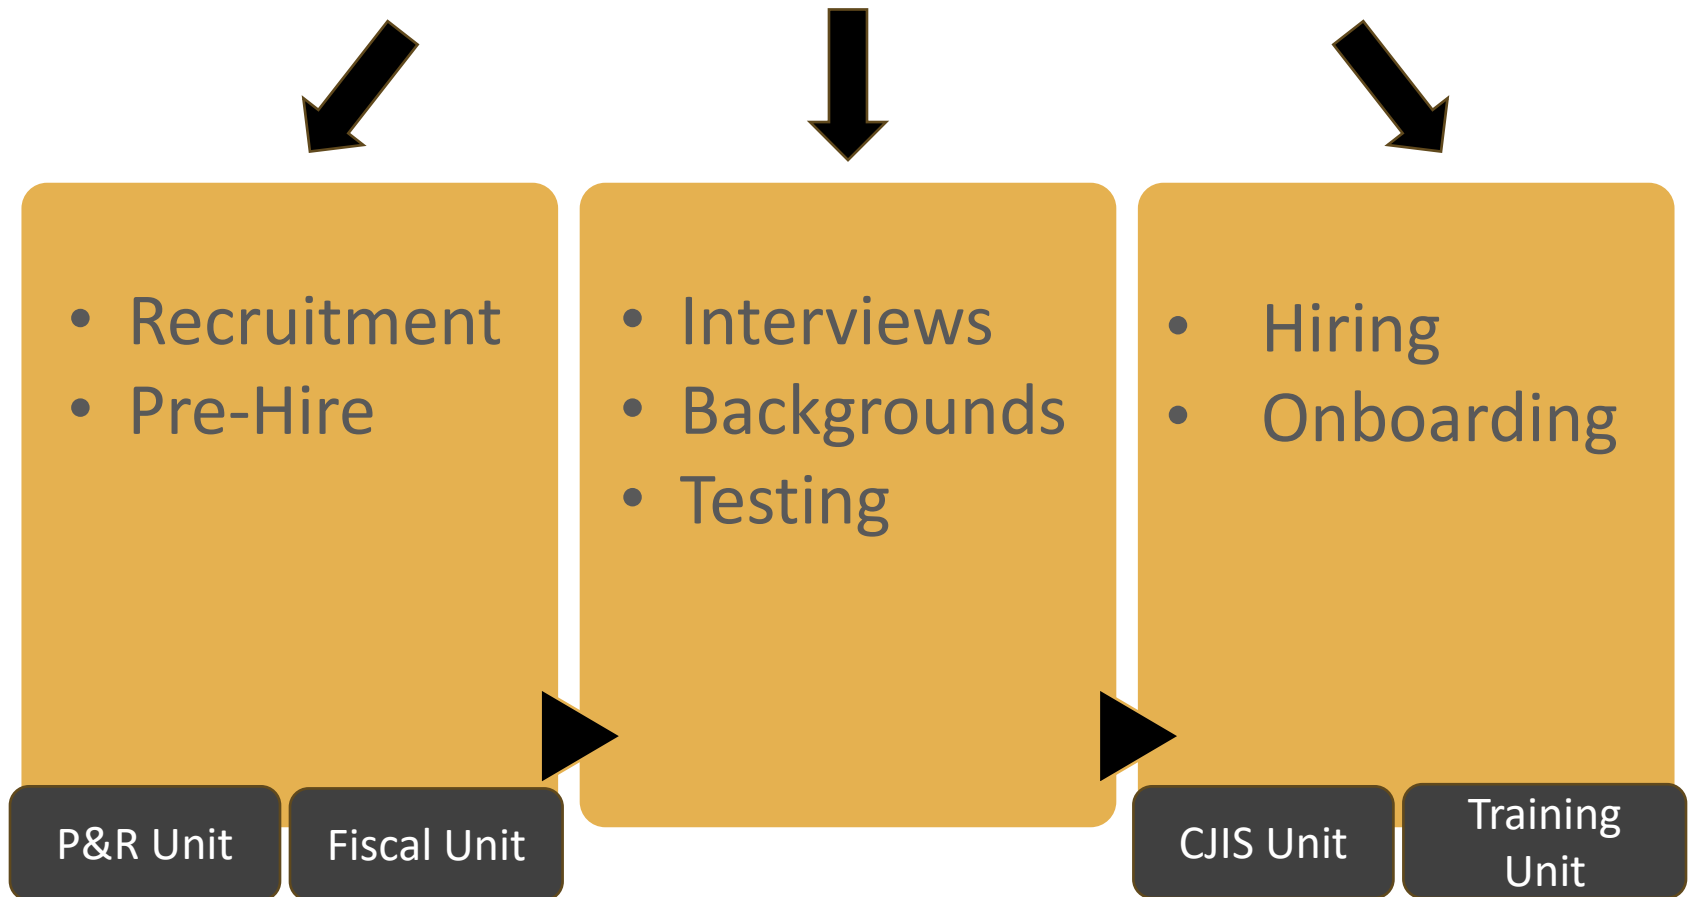 • Recruitment
• Pre-Hire
• Interviews
• Backgrounds
• Testing
• Hiring
• Onboarding
P&R Unit
Fiscal Unit
CJIS Unit
Training
Unit